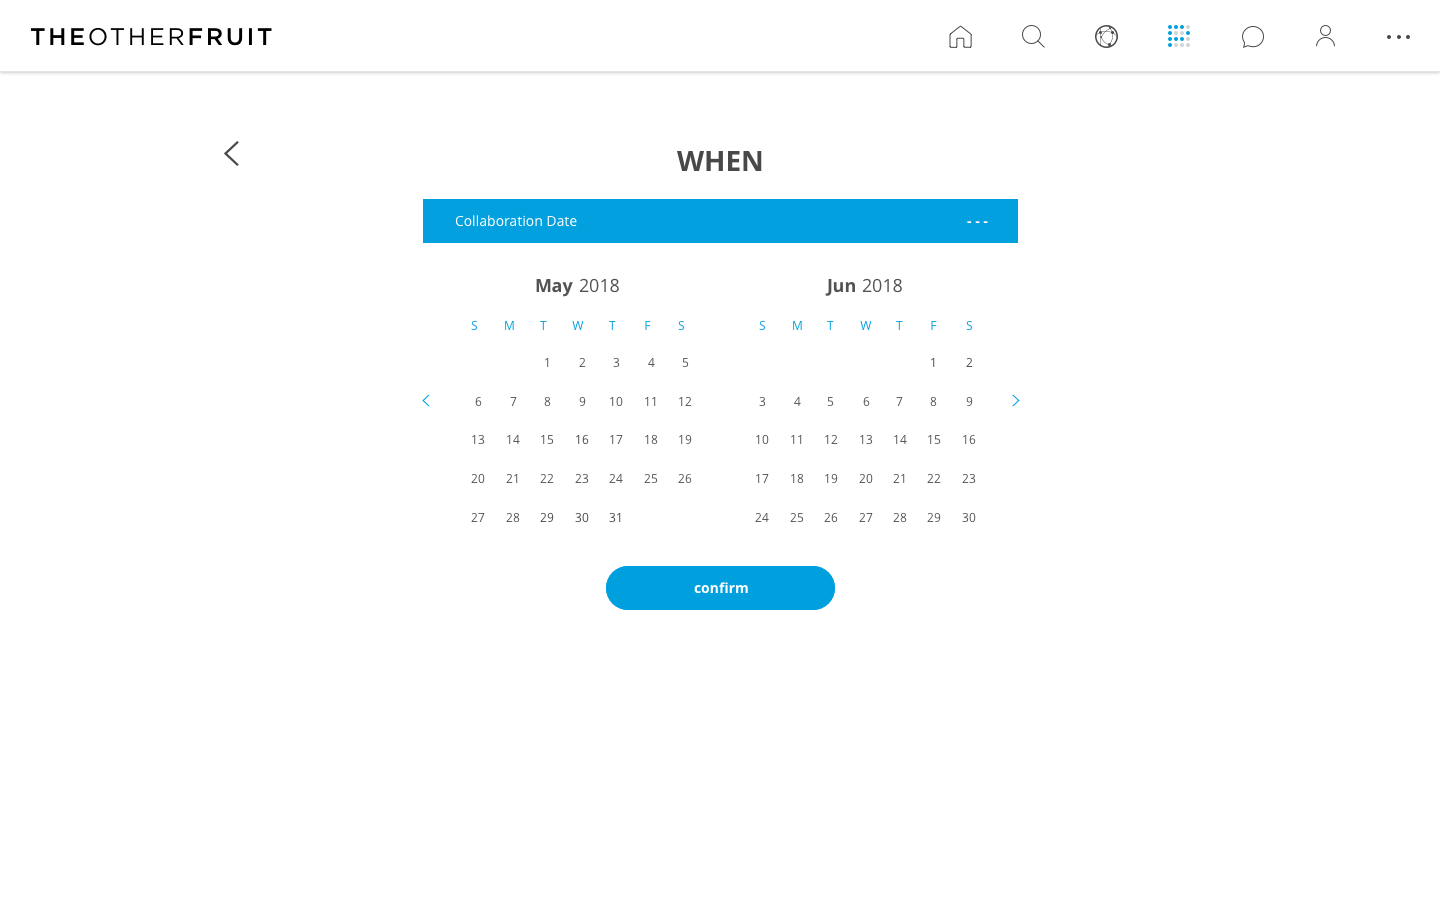 THEOTHERFRUIT
WHEN
Collaboration Date - - -
May 2018 Jun 2018
S M T W T F S S M T W T F S
1 2 3 4 5 1 2
6 7 8 9 10 11 12 3 4 5 6 7 8 9
13 14 15 16 17 18 19 10 11 12 13 14 15 16
20 21 22 23 24 25 26 17 18 19 20 21 22 23
27 28 29 30 31 24 25 26 27 28 29 30
confirm